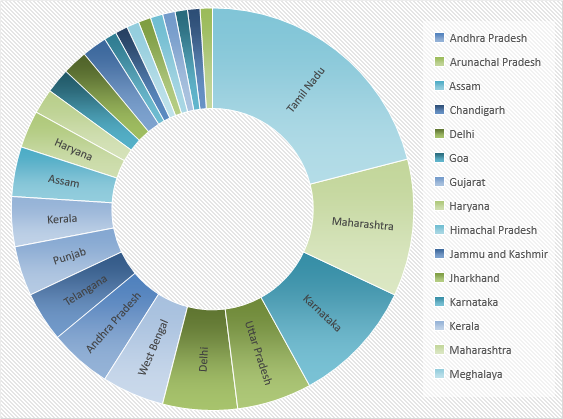 Tamil Nadu
Maharashtra
Karnataka
Uttar Pradesh
Delhi
West Bengal
Andhra Pradesh
Telangana
Punjab
Kerala
Assam
Haryana
Andhra Pradesh
Arunachal Pradesh
Assam
Chandigarh
Delhi
Goa
Gujarat
Haryana
Himachal Pradesh
Jammu and Kashmir
Jharkhand
Karnataka
Kerala
Maharashtra
Meghalaya